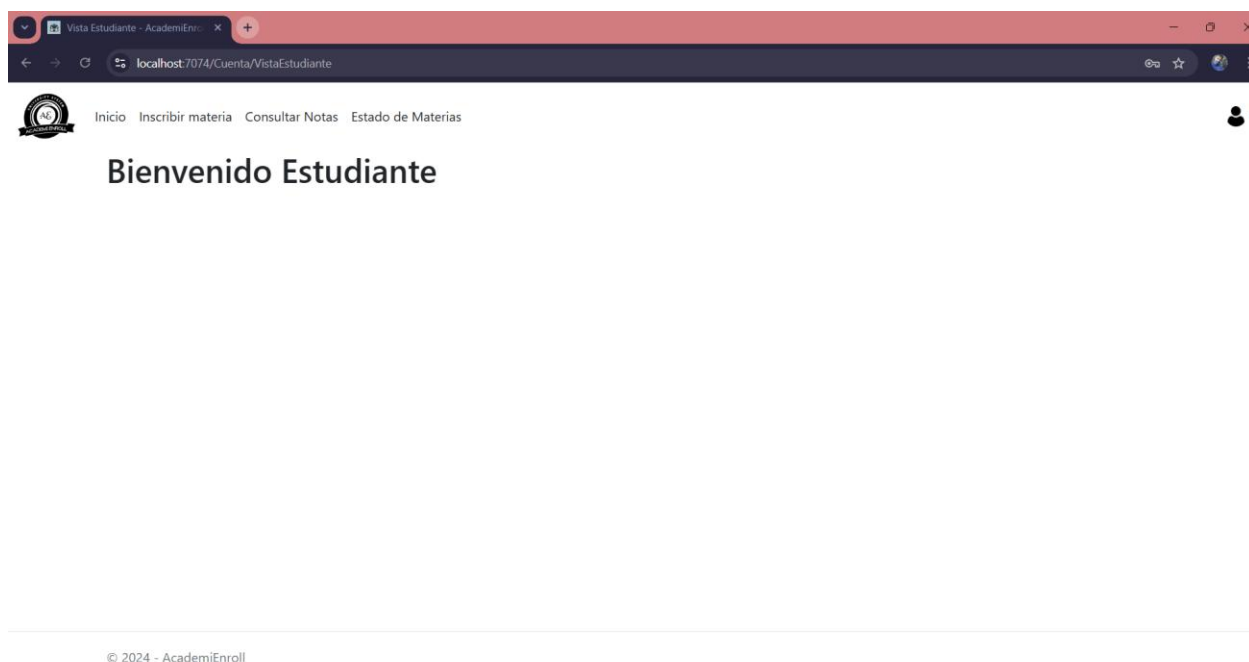 Vista Estudiante - AcademiEnro
localhost:7074/Cuenta/VistaEstudiante
Inicio Inscribir materia Consultar Notas Estado de Materias
Bienvenido Estudiante
© 2024 - AcademiEnroll